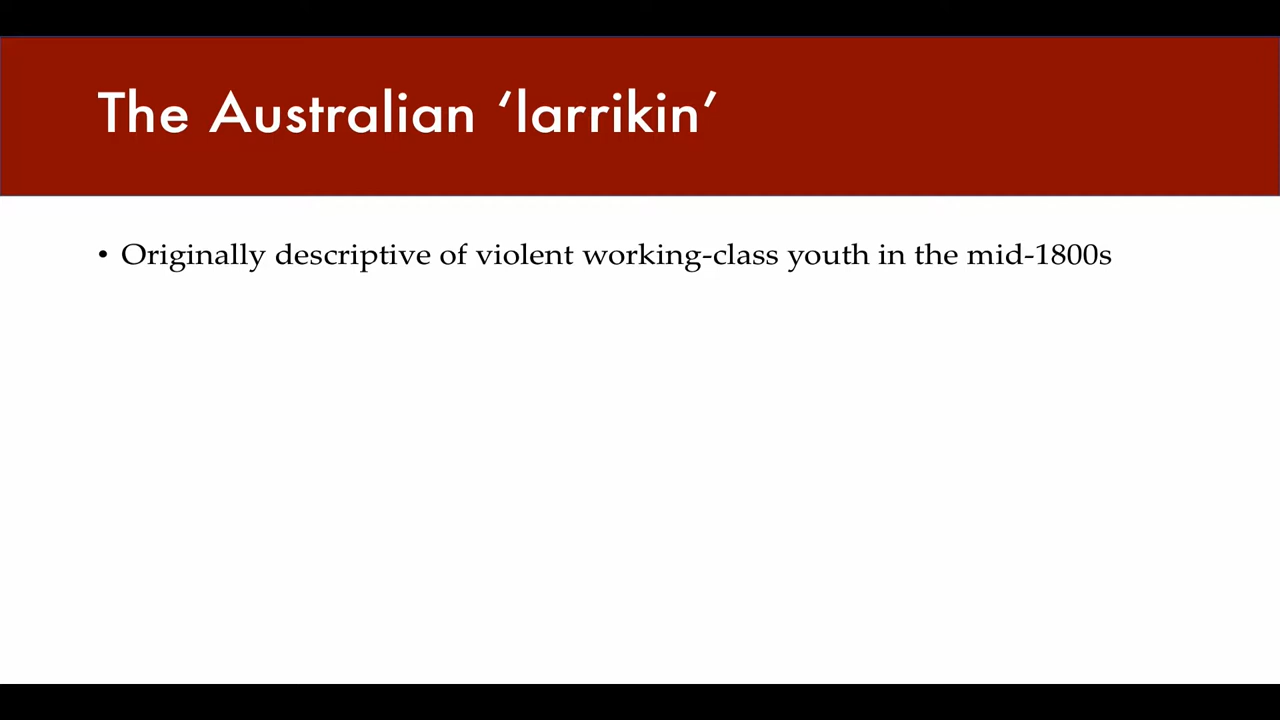 The Australian ‘larrikin’
• Originally descriptive of violent working-class youth in the mid-1800s